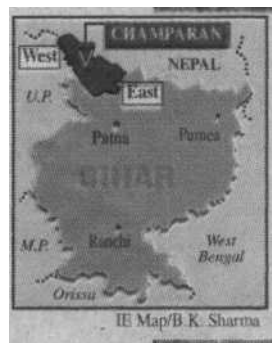 CHAMPARAN
West
NEPAL
U.P.
East
Patna
Purnea
BIHAR
Ranchi
M.P.
West
Bengal
Orissa
IE Map/B.K. Sharma